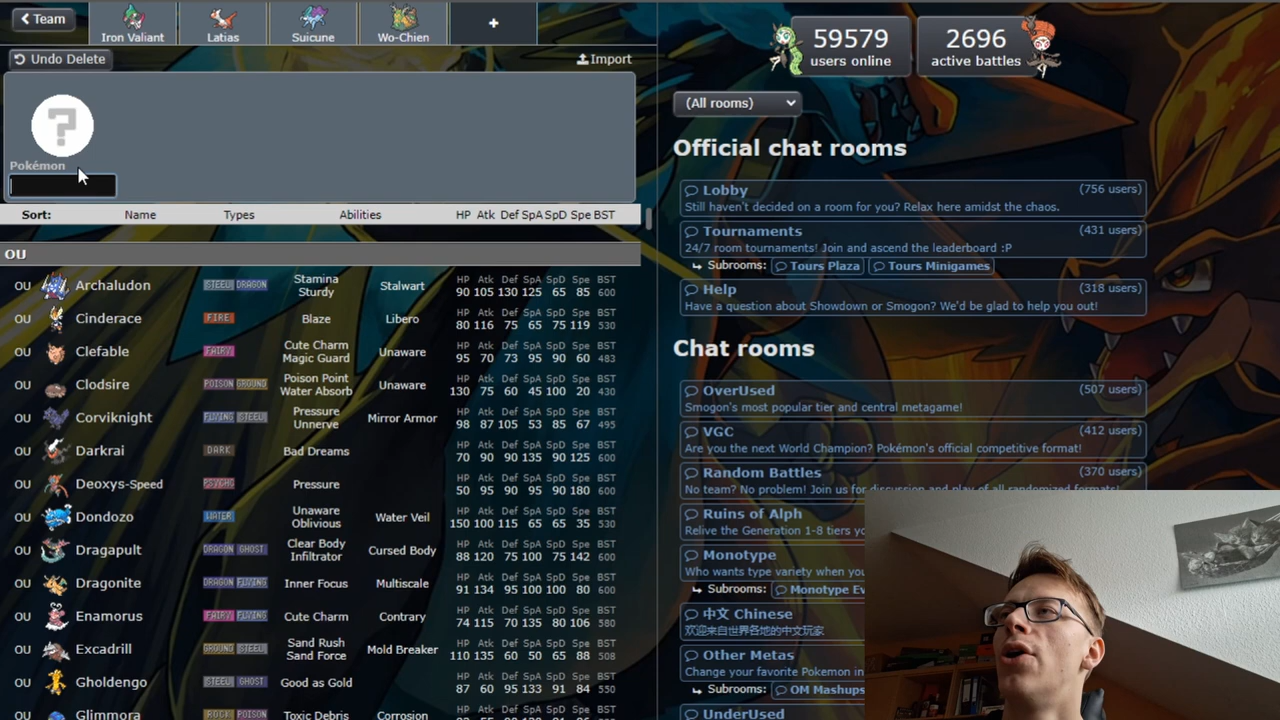 Team
Iron Valiant
Latias
Suicune
Wo-Chien
+
Undo Delete
Import
?
Pokémon
Sort: Name Types Abilities HP Atk Def SpA SpD Spe BST
OU
OU Archaludon STEEL DRAGON Stamina Sturdy Stalwart HP 90 Atk 105 Def 130 SpA 125 SpD 65 Spe 85 BST 600
OU Cinderace FIRE Blaze Libero HP 80 Atk 116 Def 75 SpA 65 SpD 75 Spe 119 BST 530
OU Clefable FAIRY Cute Charm Magic Guard Unaware HP 95 Atk 70 Def 73 SpA 95 SpD 90 Spe 60 BST 483
OU Clodsire POISON GROUND Poison Point Water Absorb Unaware HP 130 Atk 75 Def 60 SpA 45 SpD 100 Spe 20 BST 430
OU Corviknight FLYING STEEL Pressure Unnerve Mirror Armor HP 98 Atk 87 Def 105 SpA 53 SpD 85 Spe 67 BST 495
OU Darkrai DARK Bad Dreams HP 70 Atk 90 Def 90 SpA 135 SpD 90 Spe 125 BST 600
OU Deoxys-Speed PSYCHC Pressure HP 50 Atk 95 Def 90 SpA 95 SpD 90 Spe 180 BST 600
OU Dondozo WATER Unaware Oblivious Water Veil HP 150 Atk 100 Def 115 SpA 65 SpD 65 Spe 35 BST 530
OU Dragapult DRAGON GHOST Clear Body Infiltrator Cursed Body HP 88 Atk 120 Def 75 SpA 100 SpD 75 Spe 142 BST 600
OU Dragonite DRAGON FLYING Inner Focus Multiscale HP 91 Atk 134 Def 95 SpA 100 SpD 100 Spe 80 BST 600
OU Enamorus FAIRY FLYING Cute Charm Contrary HP 74 Atk 115 Def 70 SpA 135 SpD 80 Spe 106 BST 580
OU Excadrill GROUND STEEL Sand Rush Sand Force Mold Breaker HP 110 Atk 135 Def 60 SpA 50 SpD 65 Spe 88 BST 508
OU Gholdengo STEEL GHOST Good as Gold HP 87 Atk 60 Def 95 SpA 133 SpD 91 Spe 84 BST 550
OU Glimmora ROCK POISON Toxic Debris Corrosion HP Atk Def SpA SpD Spe BST
59579
users online
2696
active battles
(All rooms)
Official chat rooms
Lobby (756 users)
Still haven't decided on a room for you? Relax here amidst the chaos.
Tournaments (431 users)
24/7 room tournaments! Join and ascend the leaderboard :P
Subrooms: Tours Plaza Tours Minigames
Help (318 users)
Have a question about Showdown or Smogon? We'd be glad to help you out!
Chat rooms
OverUsed (507 users)
Smogon's most popular tier and central metagame!
VGC (412 users)
Are you the next World Champion? Pokémon's official competitive format!
Random Battles (370 users)
No team? No problem! Join us for discussion and play of all randomized formats!
Ruins of Alph
Relive the Generation 1-8 tiers
Monotype
Who wants type variety when you
Subrooms: Monotype
中文 Chinese
欢迎来自世界各地的中文玩家
Other Metas
Change your favorite Pokemon in
Subrooms: OM Mashups
UnderUsed